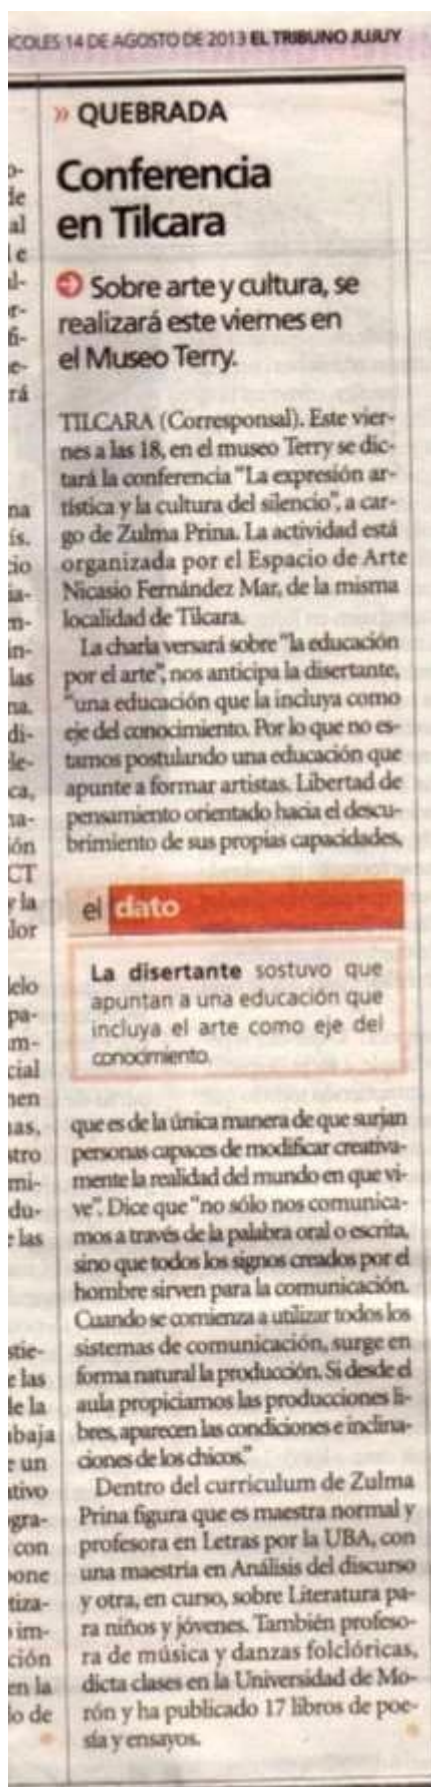 COLES 14 DE AGOSTO DE 2013 EL TRIBUNO JUJUY
» QUEBRADA
Conferencia
en Tilcara
Sobre arte y cultura, se
realizará este viernes en
el Museo Terry.
TILCARA (Corresponsal). Este vier-
nes a las 18, en el museo Terry se dic-
tará la conferencia "La expresión ar-
tística y la cultura del silencio", a car-
go de Zulma Prina. La actividad está
organizada por el Espacio de Arte
Nicasio Fernández Mar, de la misma
localidad de Tilcara.
La charla versará sobre "la educación
por el arte", nos anticipa la disertante,
"una educación que la incluya como
eje del conocimiento. Por lo que no es-
tamos postulando una educación que
apunte a formar artistas. Libertad de
pensamiento orientado hacia el descu-
brimiento de sus propias capacidades,
el dato
La disertante sostuvo que
apuntan a una educación que
incluya el arte como eje del
conocimiento.
que es de la única manera de que surjan
personas capaces de modificar creativa-
mente la realidad del mundo en que vi-
ve". Dice que "no sólo nos comunica-
mos a través de la palabra oral o escrita,
sino que todos los signos creados por el
hombre sirven para la comunicación.
Cuando se comienza a utilizar todos los
sistemas de comunicación, surge en
forma natural la producción. Si desde el
aula propiciamos las producciones li-
bres, aparecen las condiciones e inclina-
ciones de los chicos."
Dentro del curriculum de Zulma
Prina figura que es maestra normal y
profesora en Letras por la UBA, con
una maestría en Análisis del discurso
y otra, en curso, sobre Literatura pa-
ra niños y jóvenes. También profeso-
ra de música y danzas folclóricas,
dicta clases en la Universidad de Mo-
rón y ha publicado 17 libros de poe-
sía y ensayos.